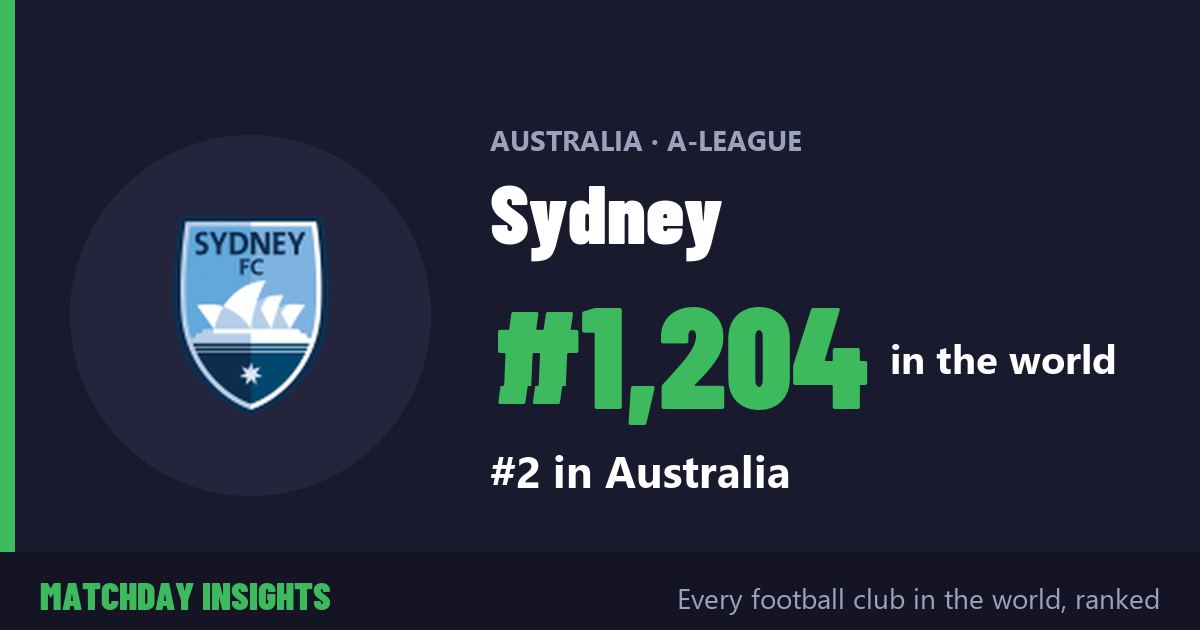 SYDNEY
FC
AUSTRALIA · A-LEAGUE
Sydney
#1,204 in the world
#2 in Australia
MATCHDAY INSIGHTS
Every football club in the world, ranked